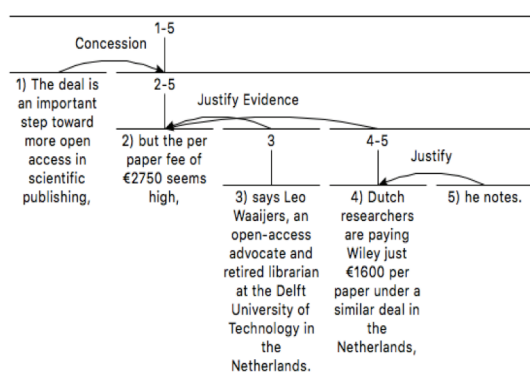 1-5
Concession
1) The deal is
an important
step toward
more open
access in
scientific
publishing,
2-5
Justify Evidence
2) but the per
paper fee of
€2750 seems
high,
3
3) says Leo
Waaijers, an
open-access
advocate and
retired librarian
at the Delft
University of
Technology in
the
Netherlands.
4-5
Justify
4) Dutch
researchers
are paying
Wiley just
€1600 per
paper under a
similar deal in
the
Netherlands,
5) he notes.